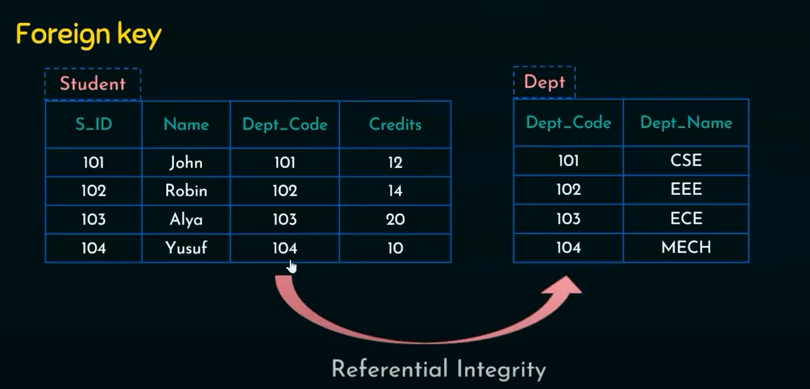 Foreign key
Student
S_ID Name Dept_Code Credits
101 John 101 12
102 Robin 102 14
103 Alya 103 20
104 Yusuf 104 10
Dept
Dept_Code Dept_Name
101 CSE
102 EEE
103 ECE
104 MECH
Referential Integrity